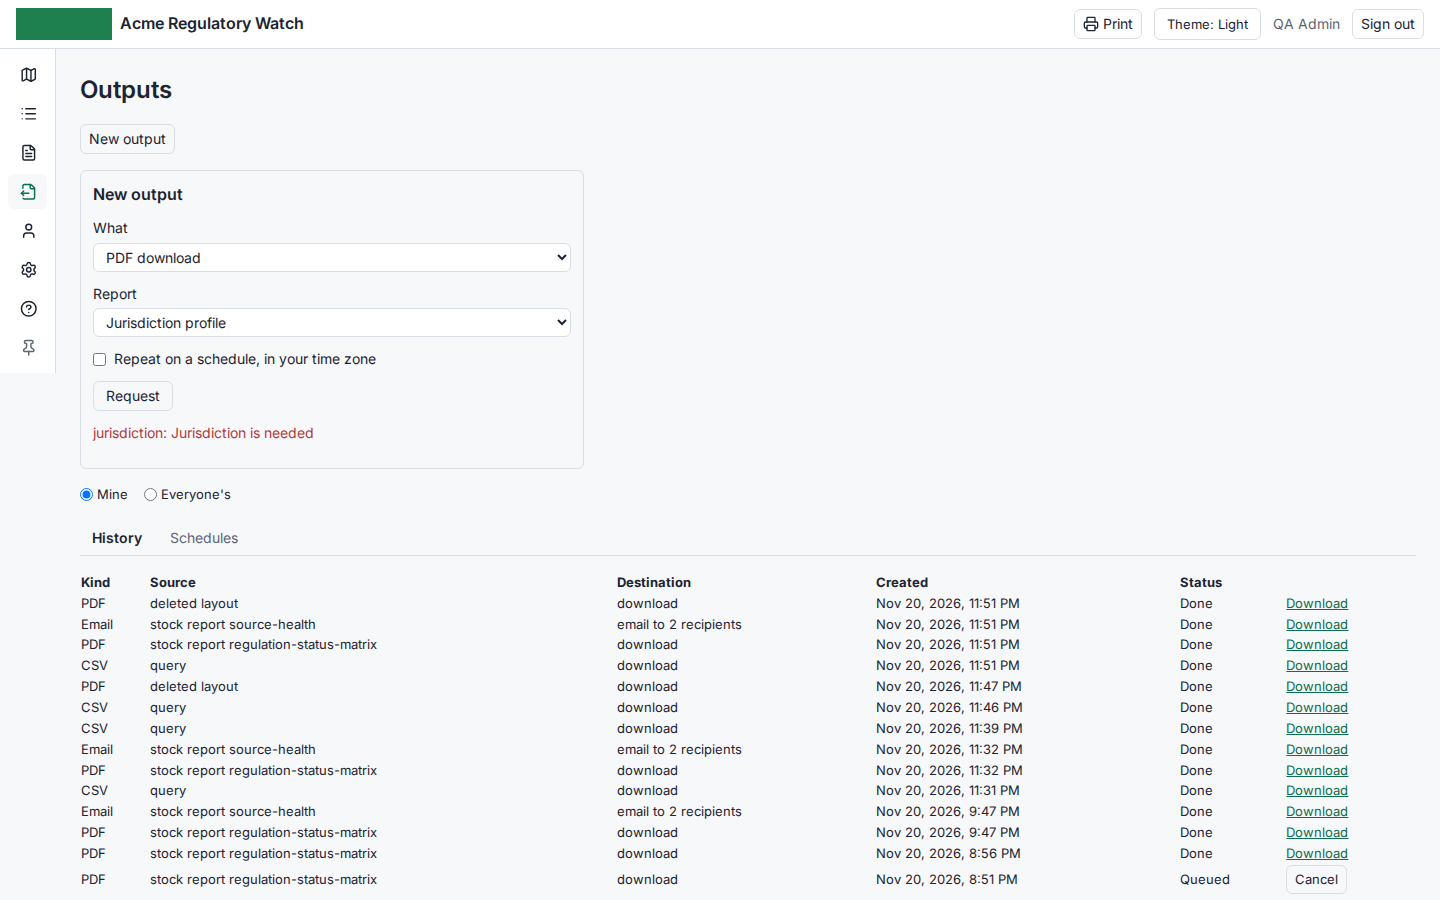 Acme Regulatory Watch
Print
Theme: Light
QA Admin
Sign out
Outputs
New output
New output
What
PDF download
Report
Jurisdiction profile
Repeat on a schedule, in your time zone
Request
jurisdiction: Jurisdiction is needed
Mine Everyone's
History Schedules
Kind Source Destination Created Status
PDF deleted layout download Nov 20, 2026, 11:51 PM Done Download
Email stock report source-health email to 2 recipients Nov 20, 2026, 11:51 PM Done Download
PDF stock report regulation-status-matrix download Nov 20, 2026, 11:51 PM Done Download
CSV query download Nov 20, 2026, 11:51 PM Done Download
PDF deleted layout download Nov 20, 2026, 11:47 PM Done Download
CSV query download Nov 20, 2026, 11:46 PM Done Download
CSV query download Nov 20, 2026, 11:39 PM Done Download
Email stock report source-health email to 2 recipients Nov 20, 2026, 11:32 PM Done Download
PDF stock report regulation-status-matrix download Nov 20, 2026, 11:32 PM Done Download
CSV query download Nov 20, 2026, 11:31 PM Done Download
Email stock report source-health email to 2 recipients Nov 20, 2026, 9:47 PM Done Download
PDF stock report regulation-status-matrix download Nov 20, 2026, 9:47 PM Done Download
PDF stock report regulation-status-matrix download Nov 20, 2026, 8:56 PM Done Download
PDF stock report regulation-status-matrix download Nov 20, 2026, 8:51 PM Queued Cancel